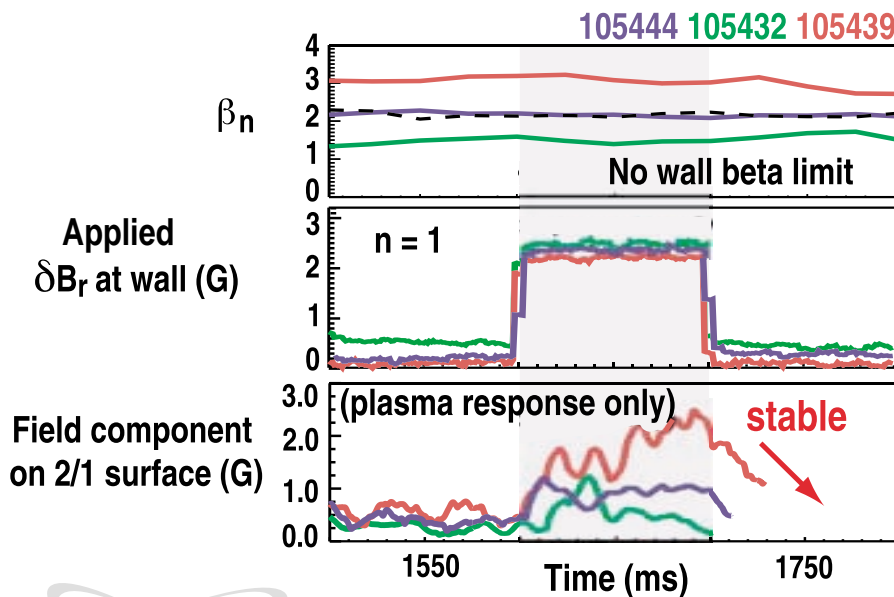 105444 105432 105439
4
3
2
1
0
βn
No wall beta limit
3
2
1
0
Applied
δBr at wall (G)
n = 1
3.0
2.0
1.0
0.0
Field component
on 2/1 surface (G)
(plasma response only)
stable
1550
1750
Time (ms)